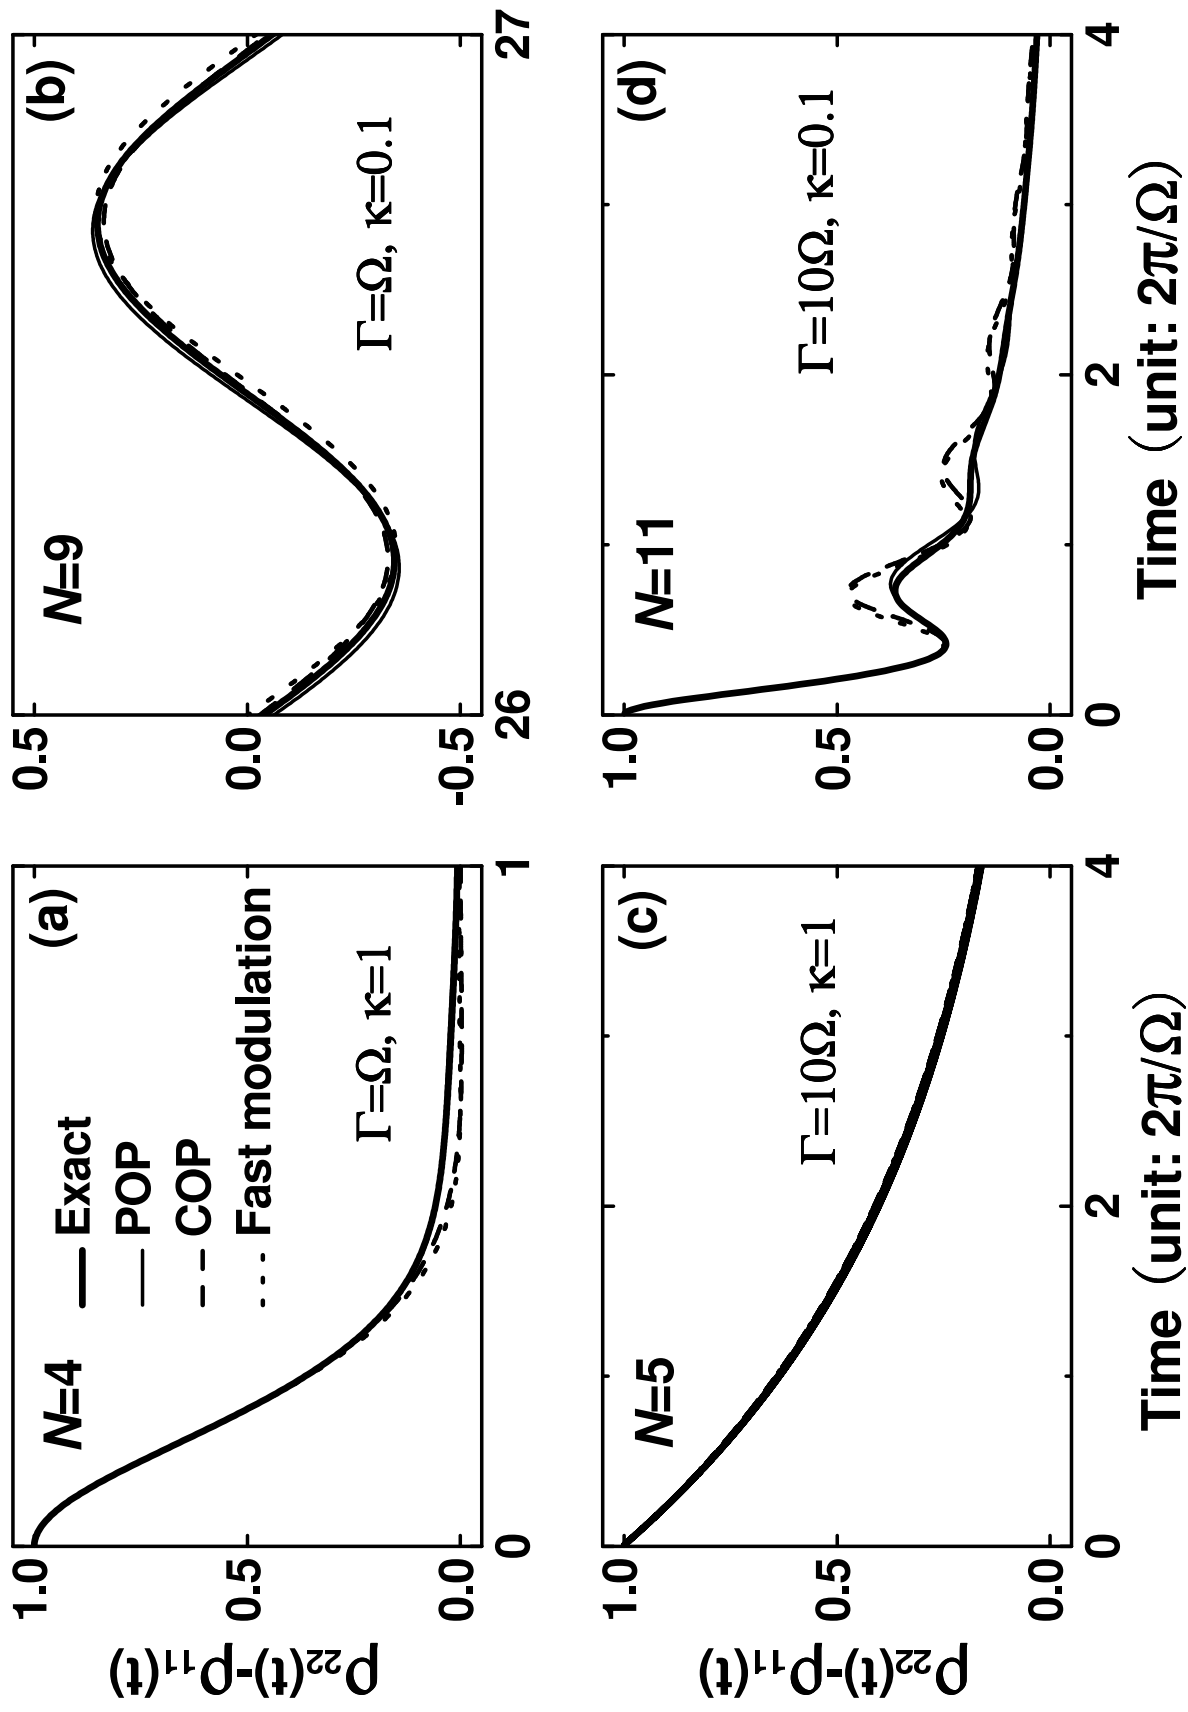 (a)
N=4
Exact
POP
COP
Fast modulation
Γ=Ω, κ=1
1.0
0.5
0.0
0
1
ρ22(t)-ρ11(t)
(b)
N=9
Γ=Ω, κ=0.1
0.5
0.0
-0.5
26
27
(c)
N=5
Γ=10Ω, κ=1
1.0
0.5
0.0
0
2
4
ρ22(t)-ρ11(t)
Time (unit: 2π/Ω)
(d)
N=11
Γ=10Ω, κ=0.1
1.0
0.5
0.0
0
2
4
Time (unit: 2π/Ω)